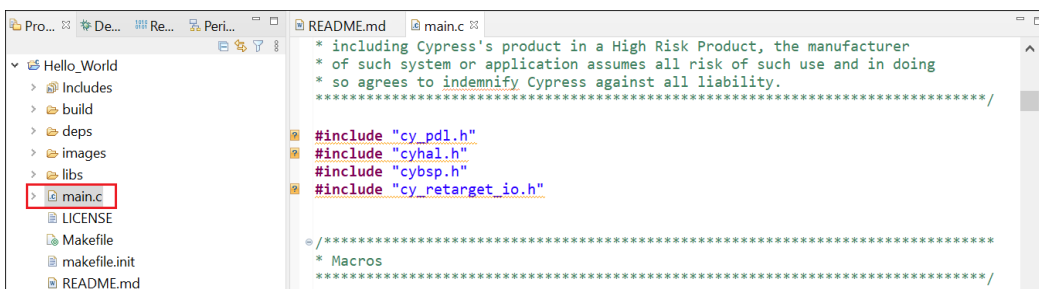 Pro... De... Re... Peri...
Hello_World
Includes
build
deps
images
libs
main.c
LICENSE
Makefile
makefile.init
README.md
README.md main.c
* including Cypress's product in a High Risk Product, the manufacturer
* of such system or application assumes all risk of such use and in doing
* so agrees to indemnify Cypress against all liability.
*******************************************************************************/
#include "cy_pdl.h"
#include "cyhal.h"
#include "cybsp.h"
#include "cy_retarget_io.h"
/*******************************************************************************
* Macros
*******************************************************************************/